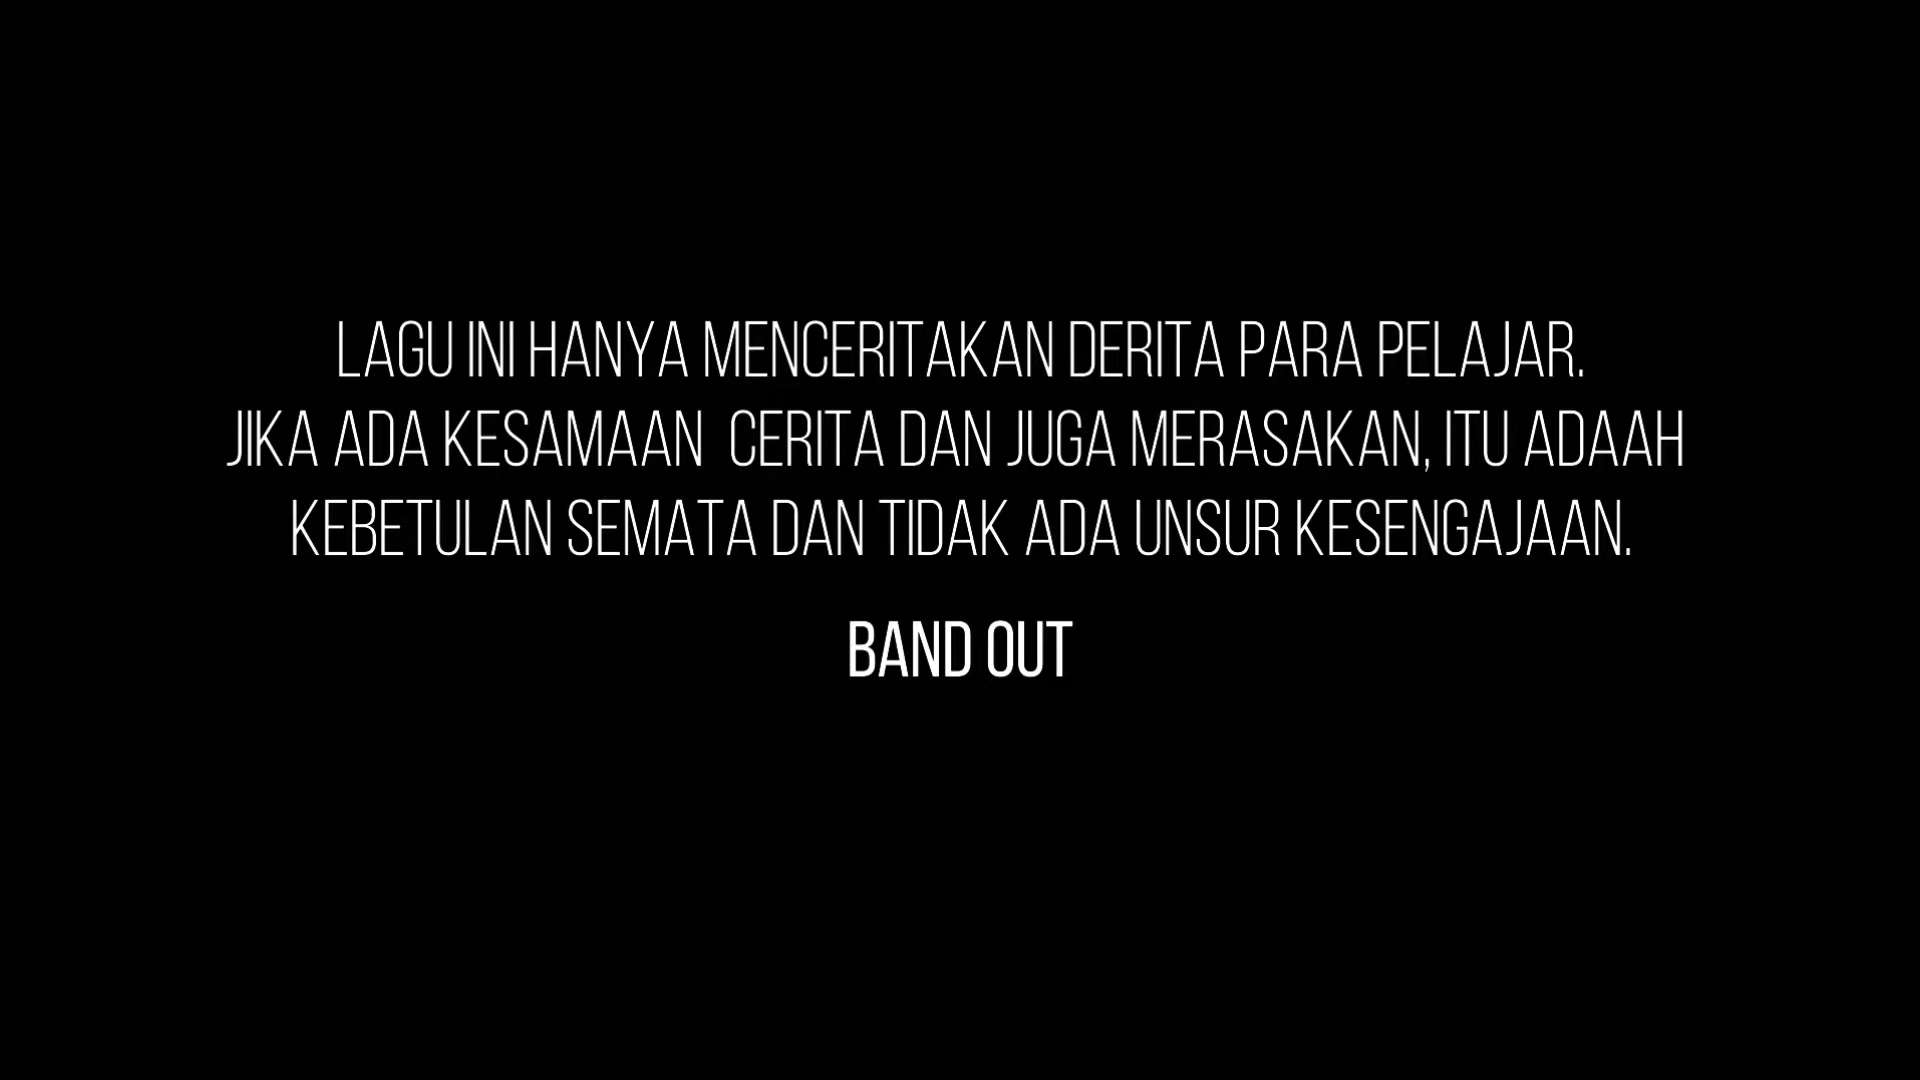 LAGU INI HANYA MENCERITAKAN DERITA PARA PELAJAR.
JIKA ADA KESAMAAN  CERITA DAN JUGA MERASAKAN, ITU ADAAH
KEBETULAN SEMATA DAN TIDAK ADA UNSUR KESENGAJAAN.
BAND OUT